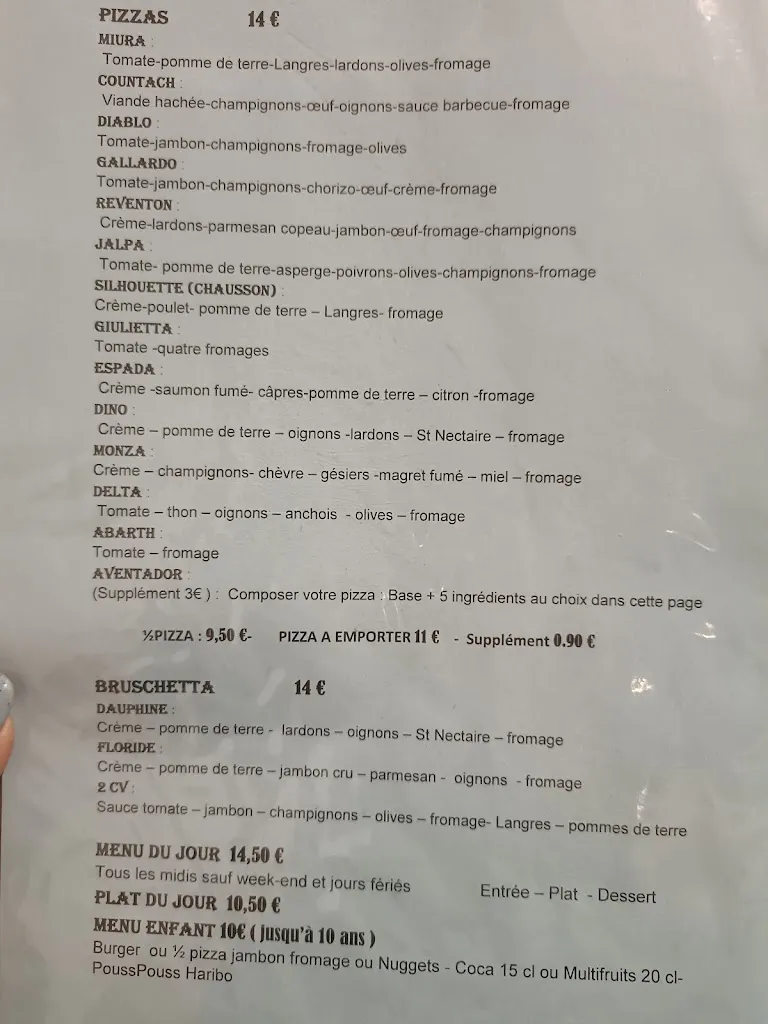 PIZZAS 14 €
MIURA :
Tomate-pomme de terre-Langres-lardons-olives-fromage
COUNTACH :
Viande hachée-champignons-œuf-oignons-sauce barbecue-fromage
DIABLO :
Tomate-jambon-champignons-fromage-olives
GALLARDO :
Tomate-jambon-champignons-chorizo-œuf-crème-fromage
REVENTON :
Crème-lardons-parmesan copeau-jambon-œuf-fromage-champignons
JALPA :
Tomate- pomme de terre-asperge-poivrons-olives-champignons-fromage
SILHOUETTE (CHAUSSON) :
Crème-poulet- pomme de terre – Langres- fromage
GIULIETTA :
Tomate -quatre fromages
ESPADA :
Crème -saumon fumé- câpres-pomme de terre – citron -fromage
DINO :
Crème – pomme de terre – oignons -lardons – St Nectaire – fromage
MONZA :
Crème – champignons- chèvre – gésiers -magret fumé – miel – fromage
DELTA :
Tomate – thon – oignons – anchois - olives – fromage
ABARTH :
Tomate – fromage
AVENTADOR :
(Supplément 3€ ) : Composer votre pizza : Base + 5 ingrédients au choix dans cette page
½PIZZA : 9,50 €- PIZZA A EMPORTER 11 € - Supplément 0.90 €
BRUSCHETTA 14 €
DAUPHINE :
Crème – pomme de terre - lardons – oignons – St Nectaire – fromage
FLORIDE :
Crème – pomme de terre – jambon cru – parmesan - oignons - fromage
2 CV :
Sauce tomate – jambon – champignons – olives – fromage- Langres – pommes de terre
MENU DU JOUR 14,50 €
Tous les midis sauf week-end et jours fériés Entrée – Plat - Dessert
PLAT DU JOUR 10,50 €
MENU ENFANT 10€ ( jusqu'à 10 ans )
Burger ou ½ pizza jambon fromage ou Nuggets - Coca 15 cl ou Multifruits 20 cl-
PoussPouss Haribo